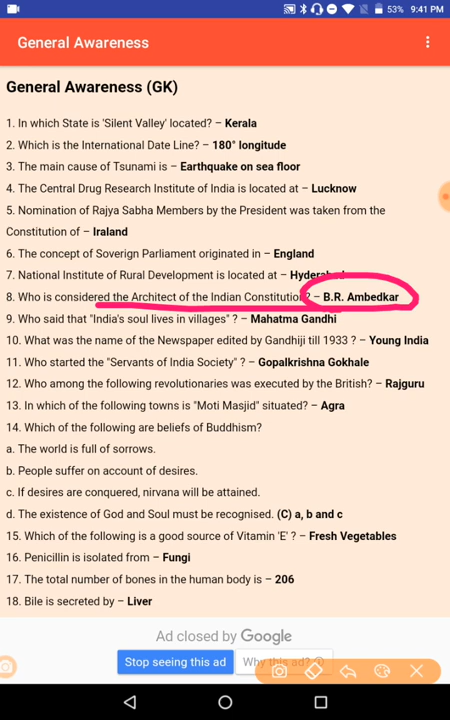 53% 9:41 PM
General Awareness
General Awareness (GK)
1. In which State is 'Silent Valley' located? – Kerala
2. Which is the International Date Line? – 180° longitude
3. The main cause of Tsunami is – Earthquake on sea floor
4. The Central Drug Research Institute of India is located at – Lucknow
5. Nomination of Rajya Sabha Members by the President was taken from the
Constitution of – Iraland
6. The concept of Soverign Parliament originated in – England
7. National Institute of Rural Development is located at – Hyderabad
8. Who is considered the Architect of the Indian Constitution? – B.R. Ambedkar
9. Who said that "India's soul lives in villages" ? – Mahatma Gandhi
10. What was the name of the Newspaper edited by Gandhiji till 1933 ? – Young India
11. Who started the "Servants of India Society" ? – Gopalkrishna Gokhale
12. Who among the following revolutionaries was executed by the British? – Rajguru
13. In which of the following towns is "Moti Masjid" situated? – Agra
14. Which of the following are beliefs of Buddhism?
a. The world is full of sorrows.
b. People suffer on account of desires.
c. If desires are conquered, nirvana will be attained.
d. The existence of God and Soul must be recognised. (C) a, b and c
15. Which of the following is a good source of Vitamin 'E' ? – Fresh Vegetables
16. Penicillin is isolated from – Fungi
17. The total number of bones in the human body is – 206
18. Bile is secreted by – Liver
Ad closed by Google
Stop seeing this ad Why this ad?